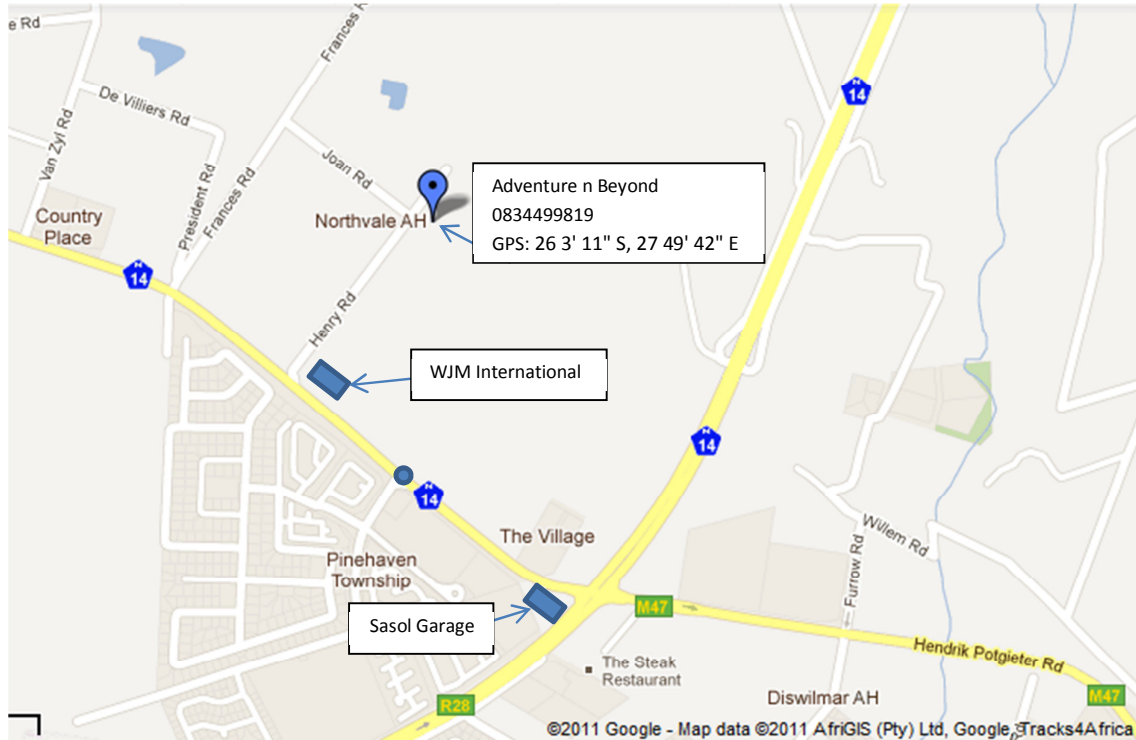 e Rd
Frances Rd
De Villiers Rd
Van Zyl Rd
N
14
Joan Rd
President Rd
Frances Rd
Country
Place
Northvale AH
Adventure n Beyond
0834499819
GPS: 26 3' 11" S, 27 49' 42" E
N
14
Henry Rd
WJM International
N
14
N
14
The Village
Pinehaven
Township
Willem Rd
Furrow Rd
Sasol Garage
M47
Hendrik Potgieter Rd
The Steak
Restaurant
Diswilmar AH
M47
R28
©2011 Google - Map data ©2011 AfriGIS (Pty) Ltd, Google, Tracks4Africa